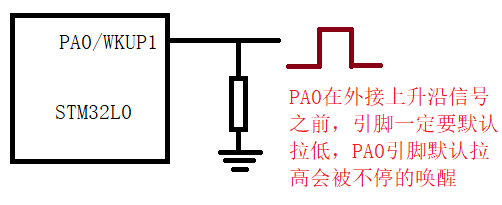 PA0/WKUP1
STM32L0
PA0在外接上升沿信号
之前，引脚一定要默认
拉低，PA0引脚默认拉
高会被不停的唤醒